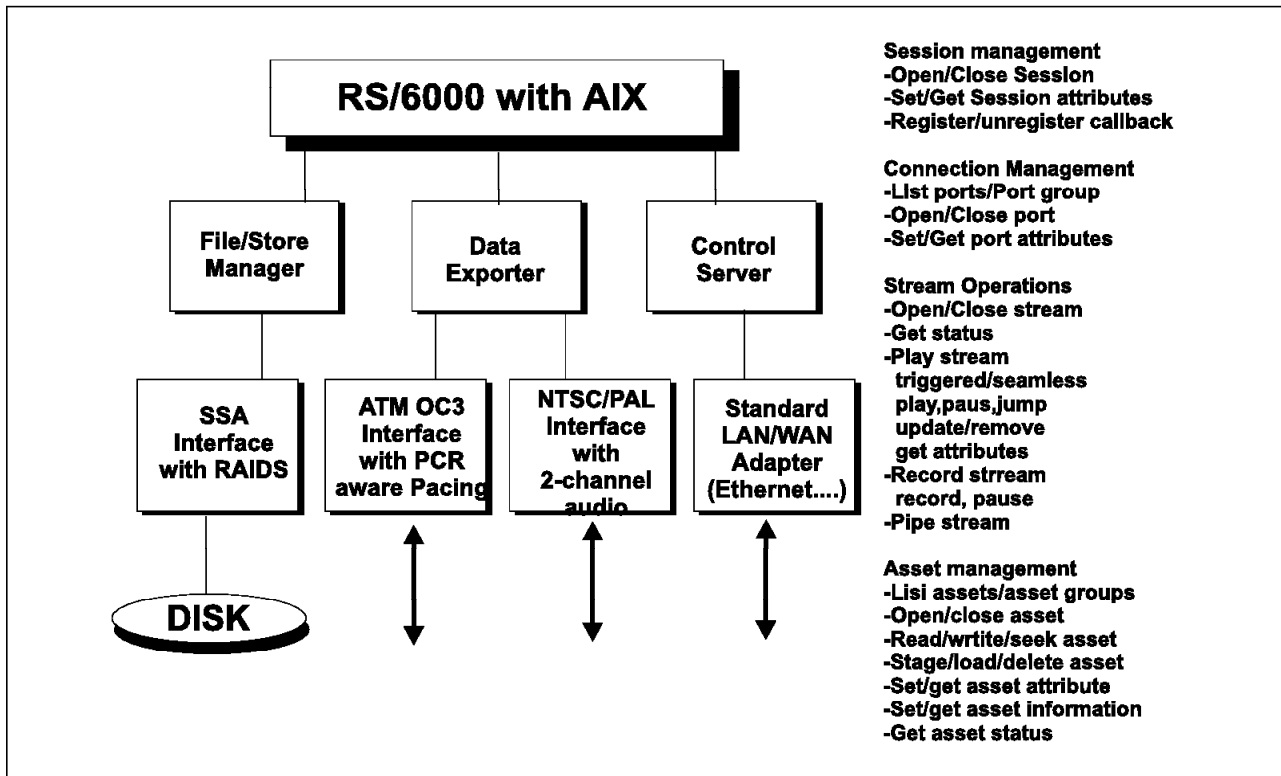 RS/6000 with AIX
File/Store
Manager
Data
Exporter
Control
Server
SSA
Interface
with RAIDS
ATM OC3
Interface
with PCR
aware Pacing
NTSC/PAL
Interface
with
2-channel
audio
Standard
LAN/WAN
Adapter
(Ethernet....)
DISK
Session management
-Open/Close Session
-Set/Get Session attributes
-Register/unregister callback
Connection Management
-LIst ports/Port group
-Open/Close port
-Set/Get port attributes
Stream Operations
-Open/Close stream
-Get status
-Play stream
triggered/seamless
play,paus,jump
update/remove
get attributes
-Record strream
record, pause
-Pipe stream
Asset management
-Lisi assets/asset groups
-Open/close asset
-Read/wrtite/seek asset
-Stage/load/delete asset
-Set/get asset attribute
-Set/get asset information
-Get asset status